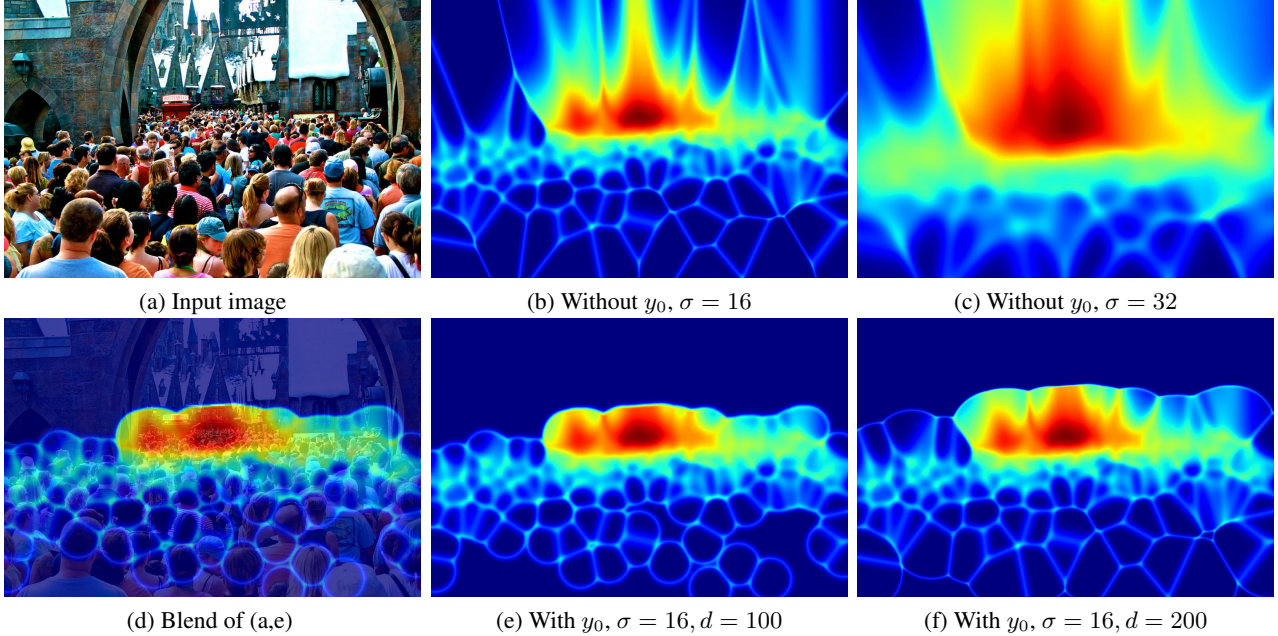 (a) Input image
(b) Without y₀, σ = 16
(c) Without y₀, σ = 32
(d) Blend of (a,e)
(e) With y₀, σ = 16, d = 100
(f) With y₀, σ = 16, d = 200